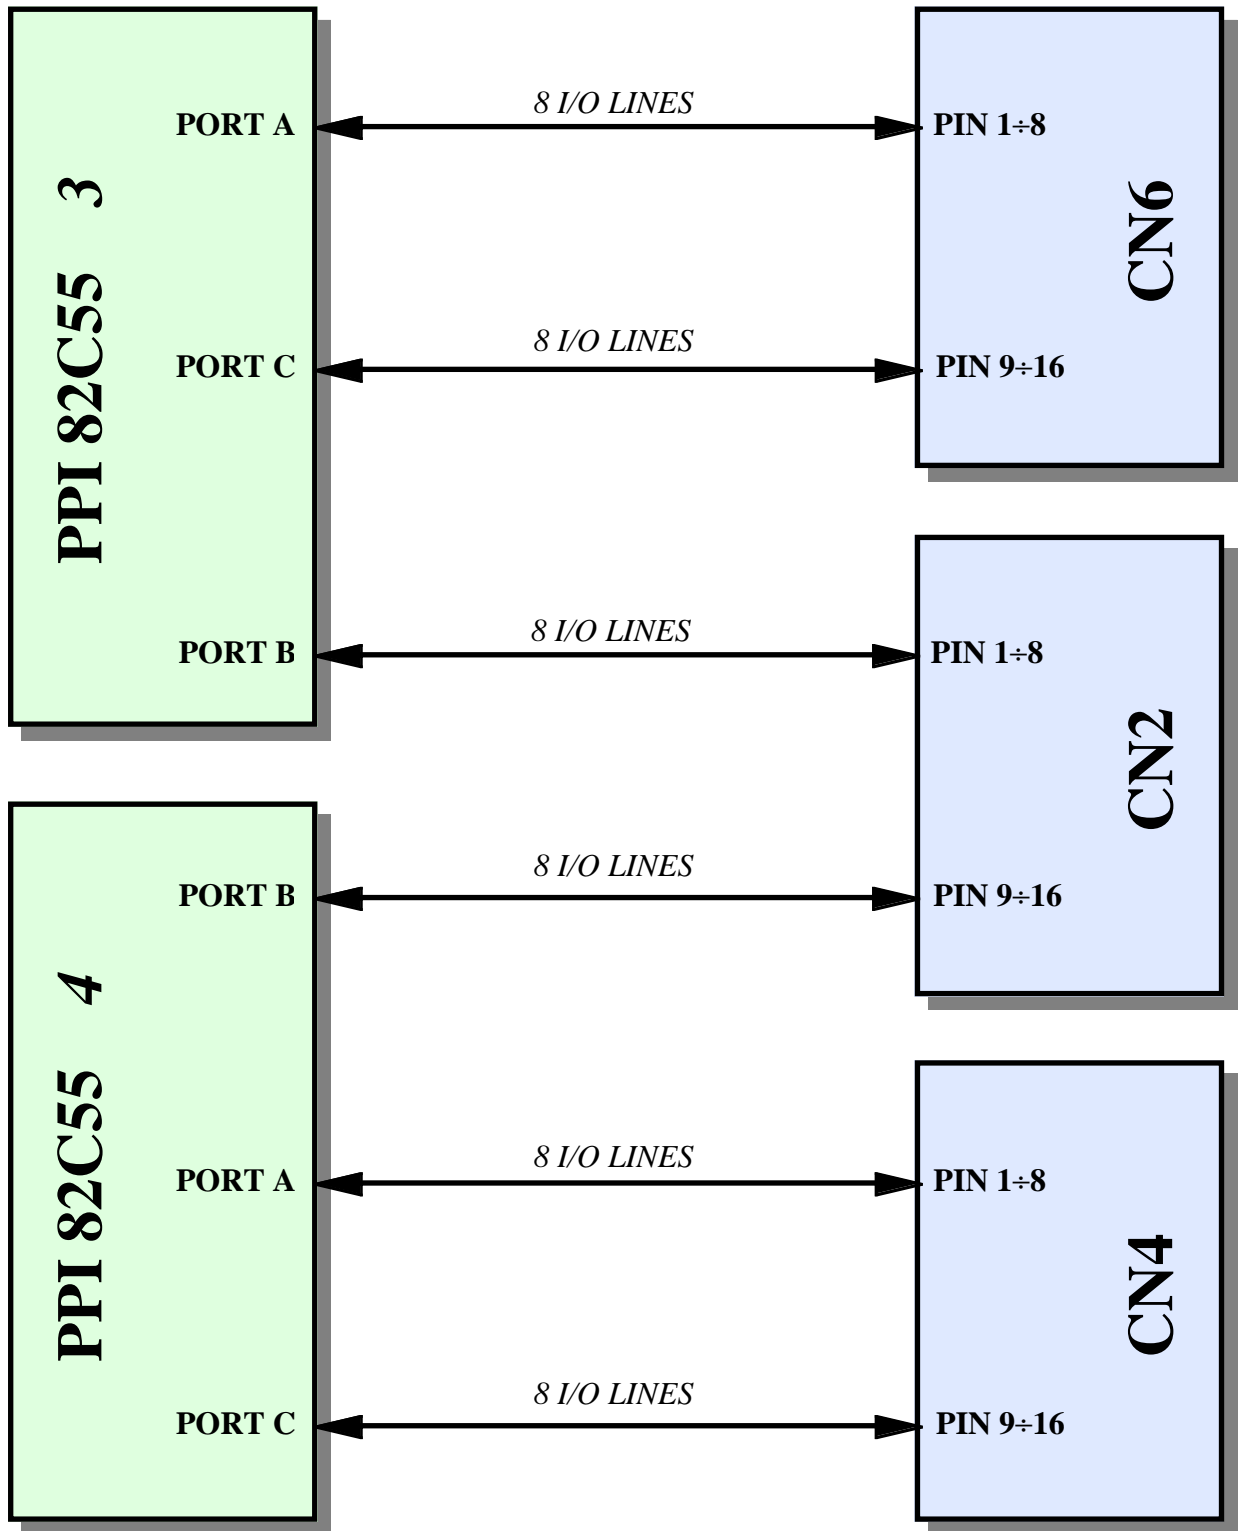 PPI 82C55 3
PORT A
8 I/O LINES
PIN 1÷8
CN6
PORT C
8 I/O LINES
PIN 9÷16
PORT B
8 I/O LINES
PIN 1÷8
CN2
PPI 82C55 4
PORT B
8 I/O LINES
PIN 9÷16
PORT A
8 I/O LINES
PIN 1÷8
CN4
PORT C
8 I/O LINES
PIN 9÷16